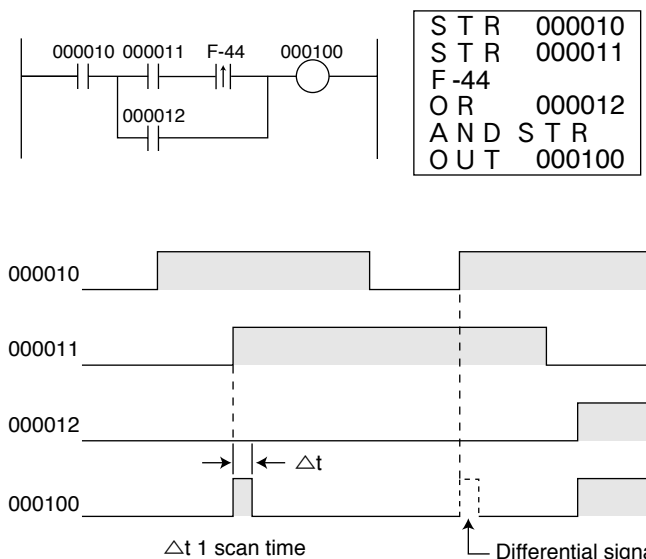 000010 000011 F-44 000100
000012
STR 000010
STR 000011
F-44
OR 000012
AND STR
OUT 000100
000010
000011
000012
△t
000100
△t 1 scan time
Differential